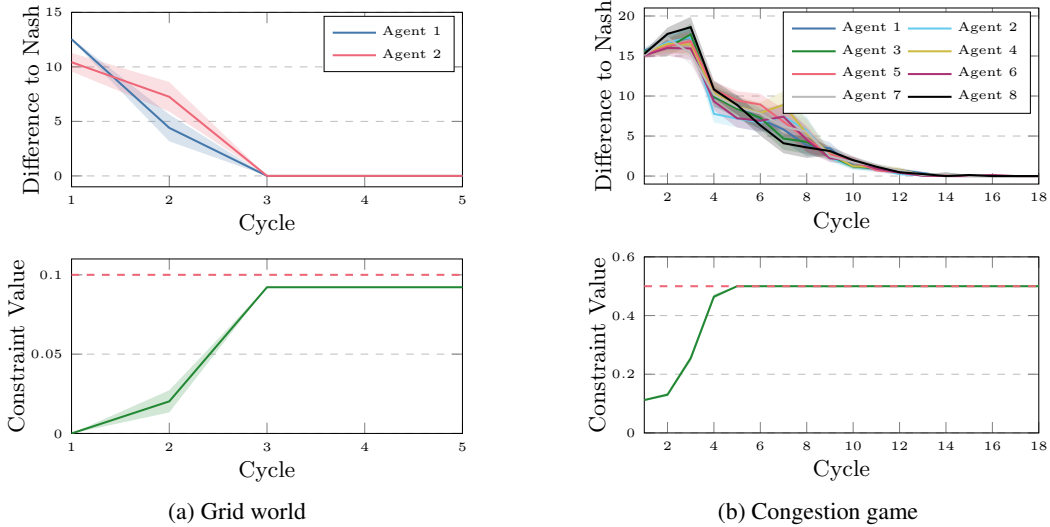 15
10
5
0
Difference to Nash
Agent 1
Agent 2
1
2
3
4
5
Cycle
0.1
0.05
0
Constraint Value
1
2
3
4
5
Cycle
(a) Grid world
20
15
10
5
0
Difference to Nash
Agent 1 Agent 2
Agent 3 Agent 4
Agent 5 Agent 6
Agent 7 Agent 8
2 4 6 8 10 12 14 16 18
Cycle
0.6
0.4
0.2
0
Constraint Value
2 4 6 8 10 12 14 16 18
Cycle
(b) Congestion game